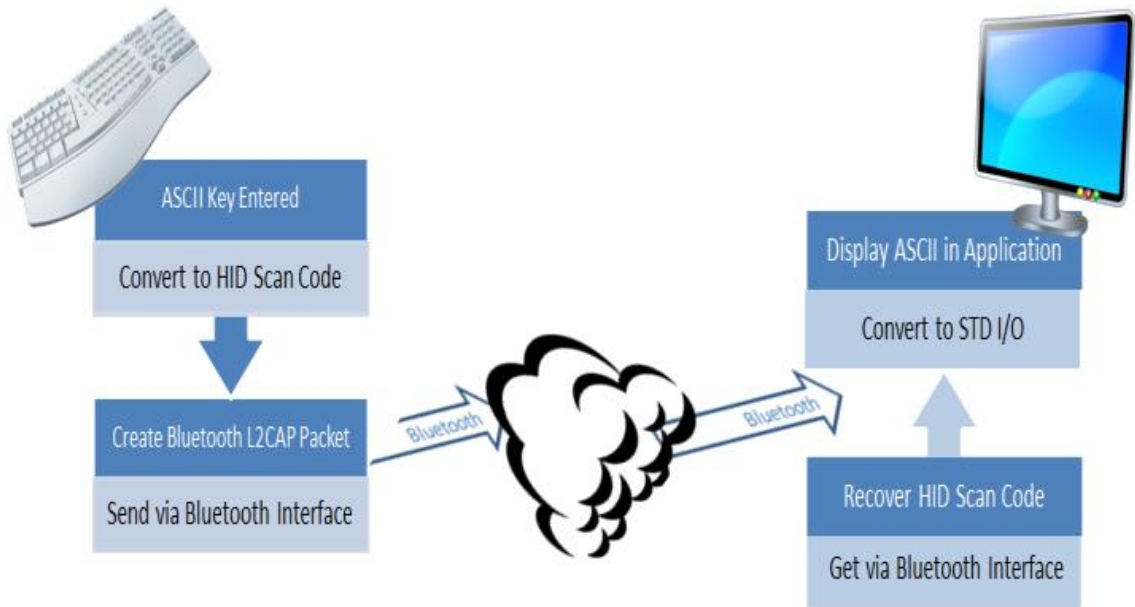 ASCII Key Entered
Convert to HID Scan Code
Create Bluetooth L2CAP Packet
Send via Bluetooth Interface
Bluetooth
Bluetooth
Display ASCII in Application
Convert to STD I/O
Recover HID Scan Code
Get via Bluetooth Interface